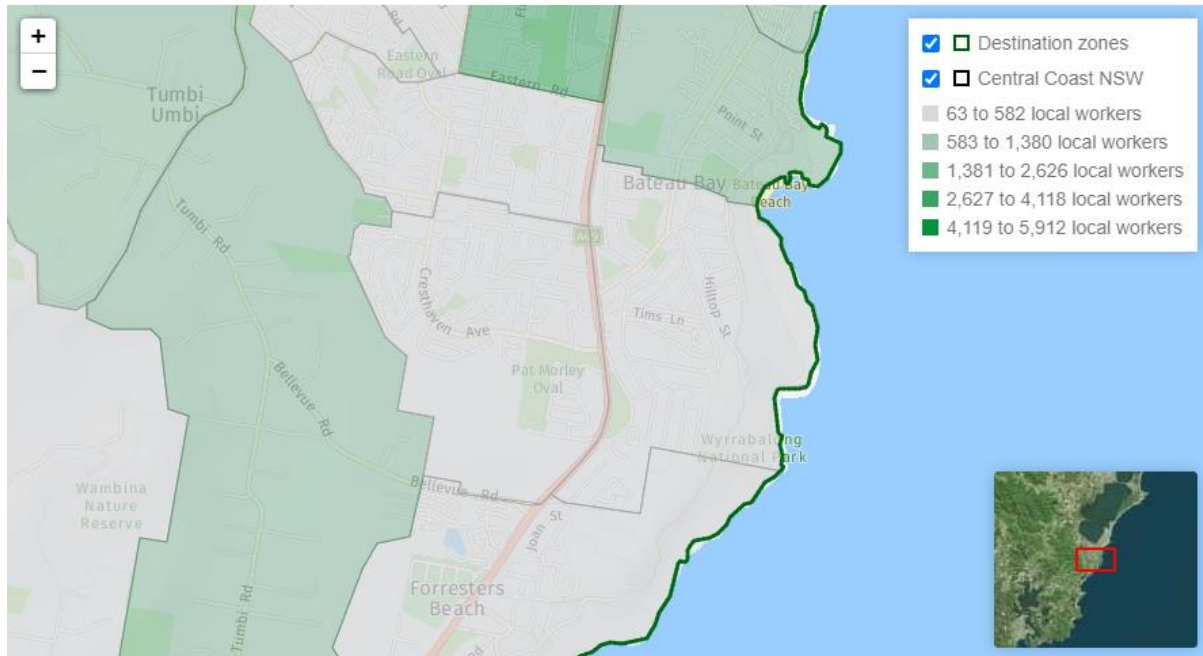 +
−
Eastern
Road Oval
Eastern Rd
Rd
Tumbi
Umbi
Point St
Bateau Bay
Bateau Bay
Beach
Tumbi Rd
Cresthaven Ave
Hilltop St
Tims Ln
Pat Morley
Oval
Bellevue Rd
Wyrrabalong
National Park
Bellevue Rd
Wambina
Nature
Reserve
Joan St
Forresters
Beach
Tumbi Rd
Destination zones
Central Coast NSW
63 to 582 local workers
583 to 1,380 local workers
1,381 to 2,626 local workers
2,627 to 4,118 local workers
4,119 to 5,912 local workers